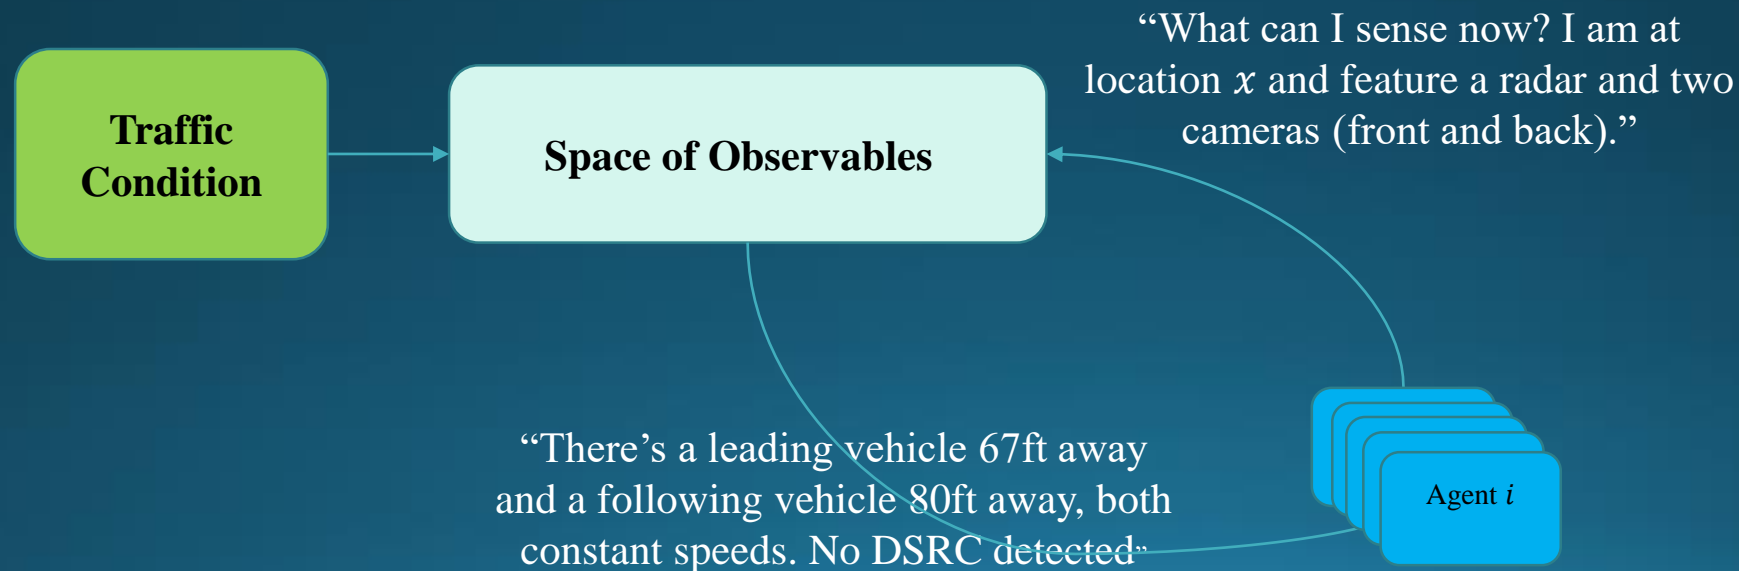 Traffic
Condition
Space of Observables
“What can I sense now? I am at
location x and feature a radar and two
cameras (front and back).”
“There’s a leading vehicle 67ft away
and a following vehicle 80ft away, both
constant speeds. No DSRC detected”
Agent i